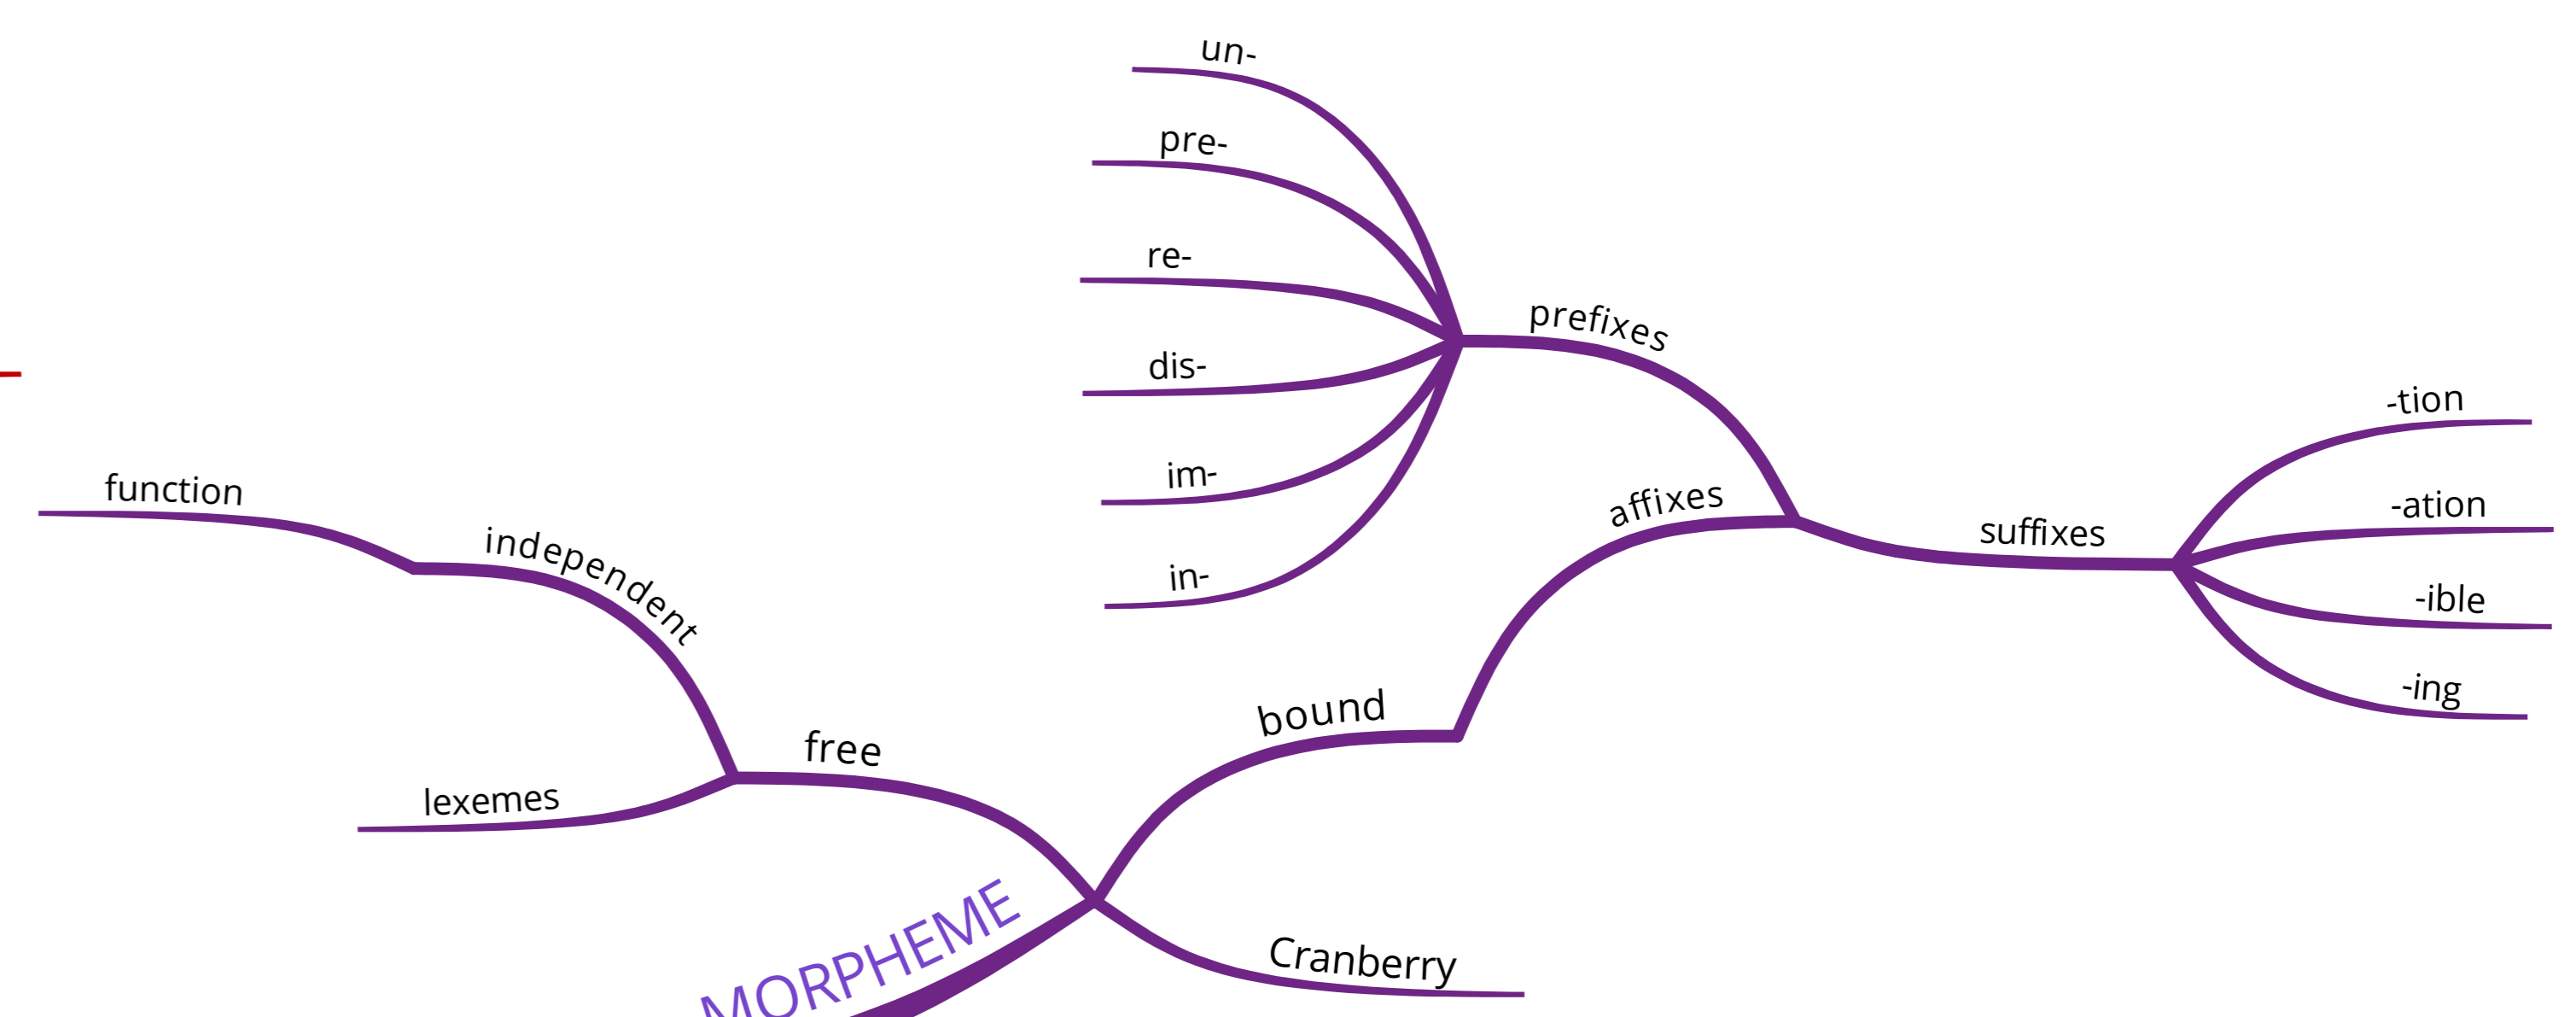 un-
pre-
re-
dis-
im-
in-
prefixes
affixes
suffixes
-tion
-ation
-ible
-ing
function
independent
lexemes
free
bound
MORPHEME
Cranberry